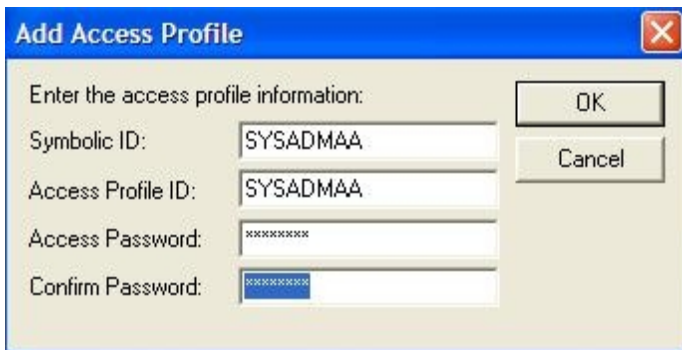 Add Access Profile
Enter the access profile information:
OK
Symbolic ID: SYSADMAA
Cancel
Access Profile ID: SYSADMAA
Access Password: ********
Confirm Password: ********